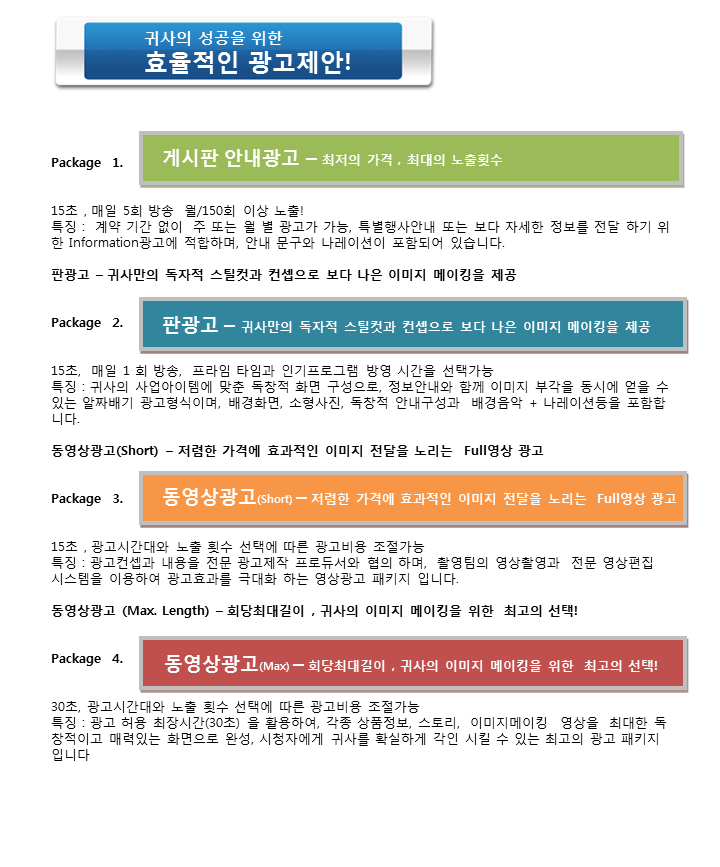 귀사의 성공을 위한
효율적인 광고제안!
Package 1.
게시판 안내광고 – 최저의 가격 , 최대의 노출횟수
15초 , 매일 5회 방송 월/150회 이상 노출!
특징 : 계약 기간 없이 주 또는 월 별 광고가 가능, 특별행사안내 또는 보다 자세한 정보를 전달 하기 위
한 Information광고에 적합하며, 안내 문구와 나레이션이 포함되어 있습니다.
판광고 – 귀사만의 독자적 스틸컷과 컨셉으로 보다 나은 이미지 메이킹을 제공
Package 2.
판광고 – 귀사만의 독자적 스틸컷과 컨셉으로 보다 나은 이미지 메이킹을 제공
15초, 매일 1 회 방송, 프라임 타임과 인기프로그램 방영 시간을 선택가능
특징 : 귀사의 사업아이템에 맞춘 독창적 화면 구성으로, 정보안내와 함께 이미지 부각을 동시에 얻을 수
있는 알짜배기 광고형식이며, 배경화면, 소형사진, 독창적 안내구성과 배경음악 + 나레이션등을 포함합
니다.
동영상광고(Short) – 저렴한 가격에 효과적인 이미지 전달을 노리는 Full영상 광고
Package 3.
동영상광고(Short) – 저렴한 가격에 효과적인 이미지 전달을 노리는 Full영상 광고
15초 , 광고시간대와 노출 횟수 선택에 따른 광고비용 조절가능
특징 : 광고컨셉과 내용을 전문 광고제작 프로듀서와 협의 하며, 촬영팀의 영상촬영과 전문 영상편집
시스템을 이용하여 광고효과를 극대화 하는 영상광고 패키지 입니다.
동영상광고 (Max. Length) – 회당최대길이 , 귀사의 이미지 메이킹을 위한 최고의 선택!
Package 4.
동영상광고(Max) – 회당최대길이 , 귀사의 이미지 메이킹을 위한 최고의 선택!
30초, 광고시간대와 노출 횟수 선택에 따른 광고비용 조절가능
특징 : 광고 허용 최장시간(30초) 을 활용하여, 각종 상품정보, 스토리, 이미지메이킹 영상을 최대한 독
창적이고 매력있는 화면으로 완성, 시청자에게 귀사를 확실하게 각인 시킬 수 있는 최고의 광고 패키지
입니다